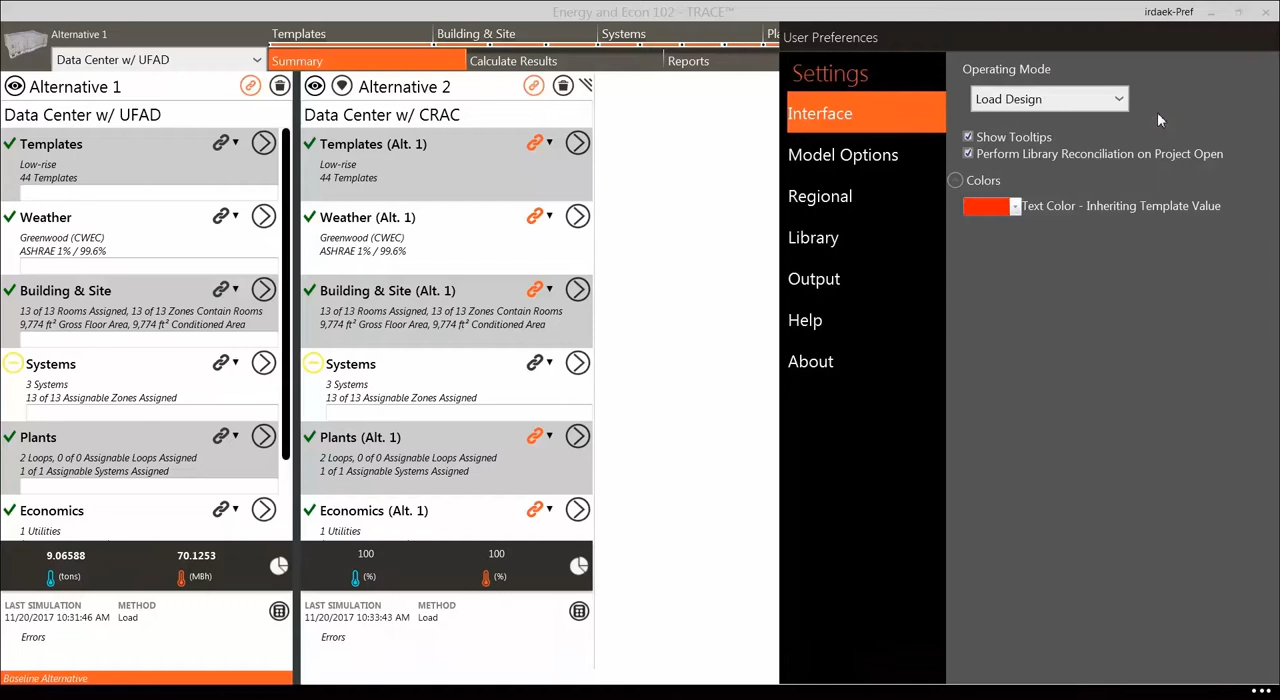 Energy and Econ 102 - TRACE™
irdaek-Pref
Alternative 1
Data Center w/ UFAD
Templates
Building & Site
Systems
Pla
Summary
Calculate Results
Reports
User Preferences
Alternative 1
Data Center w/ UFAD
Templates
Low-rise
44 Templates
Weather
Greenwood (CWEC)
ASHRAE 1% / 99.6%
Building & Site
13 of 13 Rooms Assigned, 13 of 13 Zones Contain Rooms
9,774 ft² Gross Floor Area, 9,774 ft² Conditioned Area
Systems
3 Systems
13 of 13 Assignable Zones Assigned
Plants
2 Loops, 0 of 0 Assignable Loops Assigned
1 of 1 Assignable Systems Assigned
Economics
1 Utilities
9.06588
70.1253
(tons)
(MBh)
LAST SIMULATION
METHOD
11/20/2017 10:31:46 AM
Load
Errors
Baseline Alternative
Alternative 2
Data Center w/ CRAC
Templates (Alt. 1)
Low-rise
44 Templates
Weather (Alt. 1)
Greenwood (CWEC)
ASHRAE 1% / 99.6%
Building & Site (Alt. 1)
13 of 13 Rooms Assigned, 13 of 13 Zones Contain Rooms
9,774 ft² Gross Floor Area, 9,774 ft² Conditioned Area
Systems
3 Systems
13 of 13 Assignable Zones Assigned
Plants (Alt. 1)
2 Loops, 0 of 0 Assignable Loops Assigned
1 of 1 Assignable Systems Assigned
Economics (Alt. 1)
1 Utilities
100
100
(%)
(%)
LAST SIMULATION
METHOD
11/20/2017 10:33:43 AM
Load
Errors
Settings
Interface
Model Options
Regional
Library
Output
Help
About
Operating Mode
Load Design
Show Tooltips
Perform Library Reconciliation on Project Open
Colors
Text Color - Inheriting Template Value